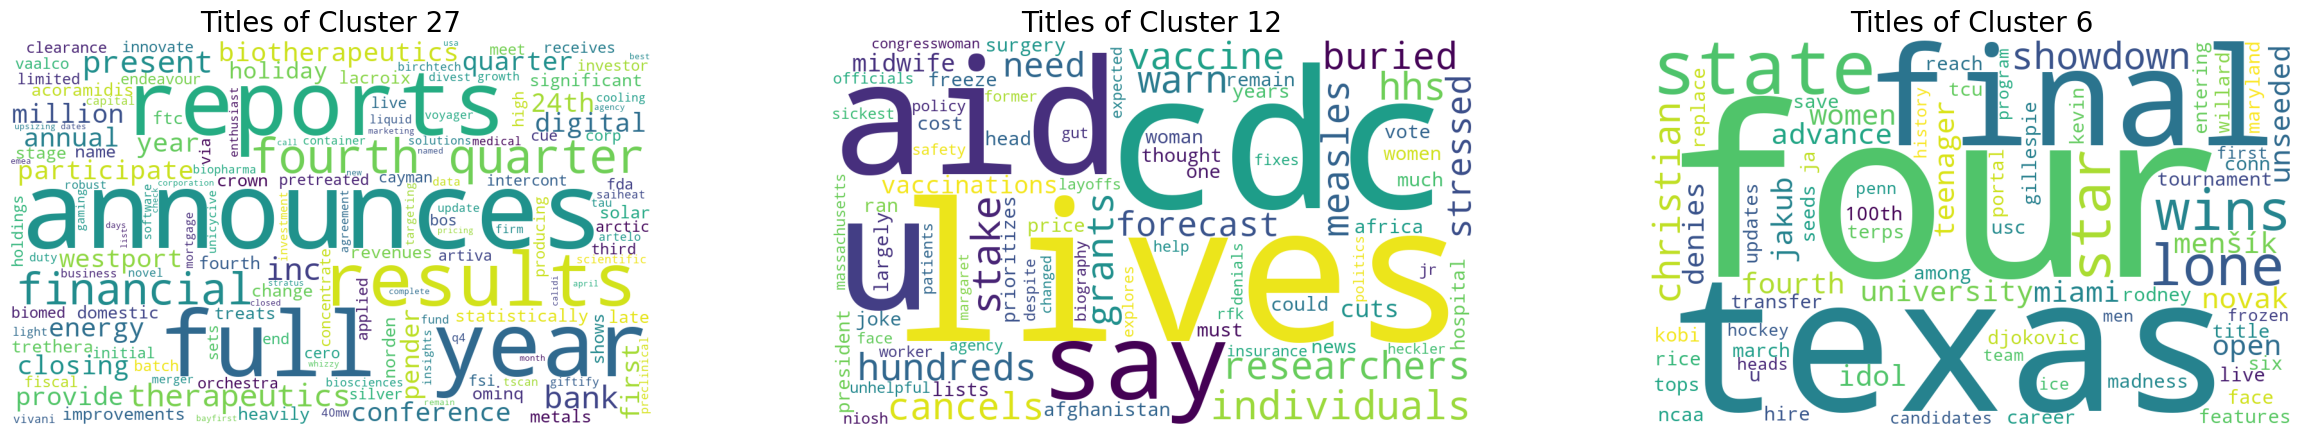 Titles of Cluster 27
clearance innovate biotherapeutics usa meet receives best
vaalco present holiday birchtech quarter investor
limited endeavour lacroix divest growth significant
acoramidis reports live high 24th cooling
capital enthusiast liquid voyager agency
million ftc marketing digital
upsizing dates annual year call container solutions medical cue corp
stage name via fourth quarter named
emea participate biopharma new
crown pretreated cayman data intercont fda
robust corporation saiheat
announces
holdings gaming days list software check unicycive mortgage investment agreement targeting update bos pricing firm tau solar
arctic
artelo
duty westport inc revenues artiva producing third
business novel fourth scientific
financial stratus results
change concentrate complete calidi april
closed
biomed domestic treats applied fund q4 statistically late
light energy full year
trethera sets end cero norden insights month shows
closing initial whizzy pender first
batch
fiscal merger orchestra biosciences fsi tscan giftify preclinical
provide therapeutics silver ominq bank
remain
vivani improvements heavily 40mw conference metals
bayfirst
Titles of Cluster 12
congresswoman surgery expected vaccine buried
midwife need warn
officials freeze remain hhs
former years
sickest policy aid cdc measles stressed
cost head gut woman vote
safety thought fixes women
one much
massachusetts vaccinations layoffs
ran stake prioritizes price grants forecast africa
largely u lives help
patients margaret despite changed biography explores rfk denials politics jr hospital
could
president joke must cuts
face say
worker agency insurance news heckler
hundreds researchers
unhelpful lists
niosh cancels afghanistan individuals
Titles of Cluster 6
state final showdown
replace reach program entering willard maryland
save tcu
women
christian advance history unseeded
denies teenager kevin
four first
updates jakub seeds ja penn portal gillespie star conn
100th tournament
terps usc wins
menšík
among lone
fourth university miami rodney
transfer novak
texas
kobi hockey djokovic men frozen
march team title
rice heads open
u idol six
tops ice madness live
face
ncaa hire candidates career features